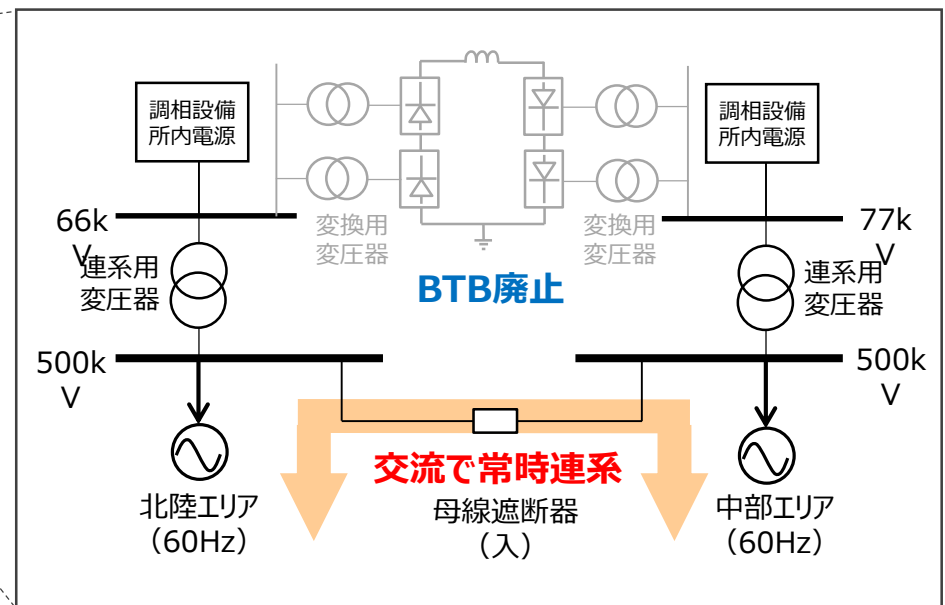 調相設備
所内電源
調相設備
所内電源
66k
V
変換用
変圧器
変換用
変圧器
77k
V
連系用
変圧器
BTB廃止
連系用
変圧器
500k
V
500k
V
交流で常時連系
北陸エリア
(60Hz)
母線遮断器
(入)
中部エリア
(60Hz)